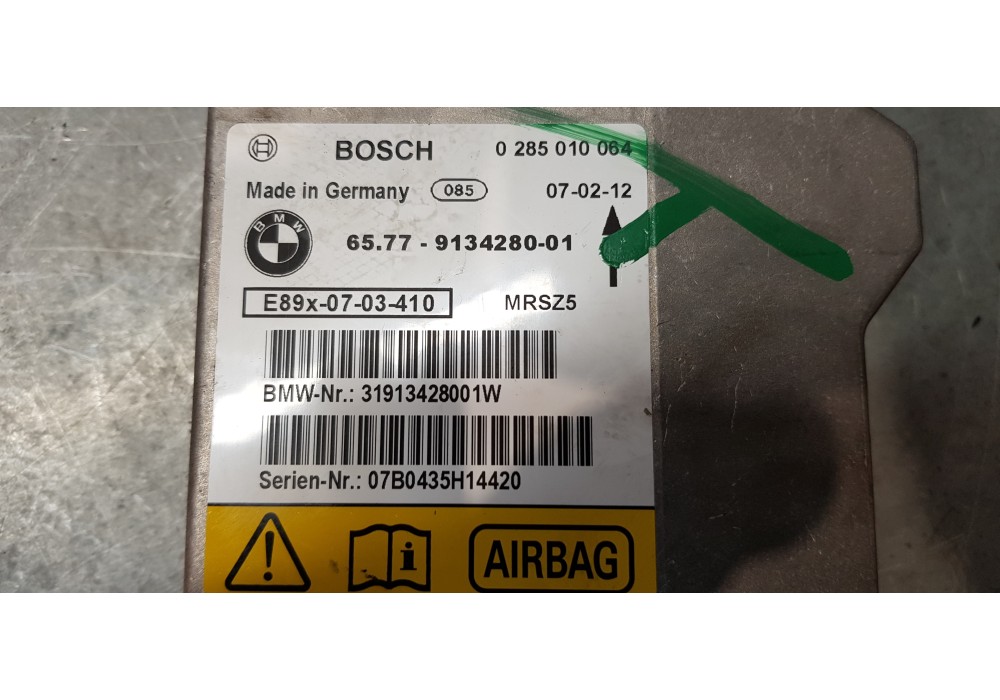 BOSCH 0 285 010 064
Made in Germany 085 07-02-12
BMW 65.77 - 9134280-01
E89x-07-03-410 MRSZ5
BMW-Nr.: 31913428001W
Serien-Nr.: 07B0435H14420
AIRBAG